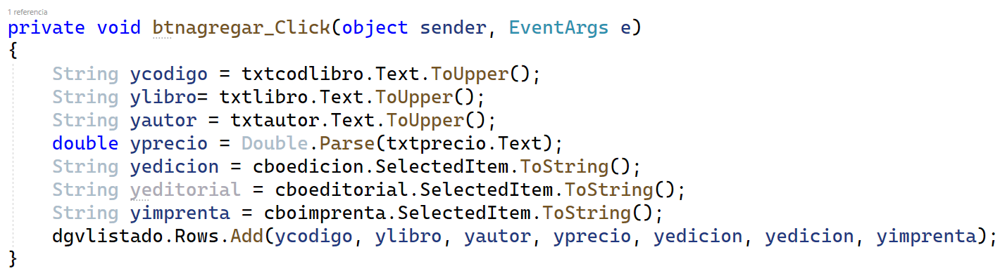 1 referencia
private void btnagregar_Click(object sender, EventArgs e)
{
    String ycodigo = txtcodlibro.Text.ToUpper();
    String ylibro= txtlibro.Text.ToUpper();
    String yautor = txtautor.Text.ToUpper();
    double yprecio = Double.Parse(txtprecio.Text);
    String yedicion = cboedicion.SelectedItem.ToString();
    String yeditorial = cboeditorial.SelectedItem.ToString();
    String yimprenta = cboimprenta.SelectedItem.ToString();
    dgvlistado.Rows.Add(ycodigo, ylibro, yautor, yprecio, yedicion, yedicion, yimprenta);
}